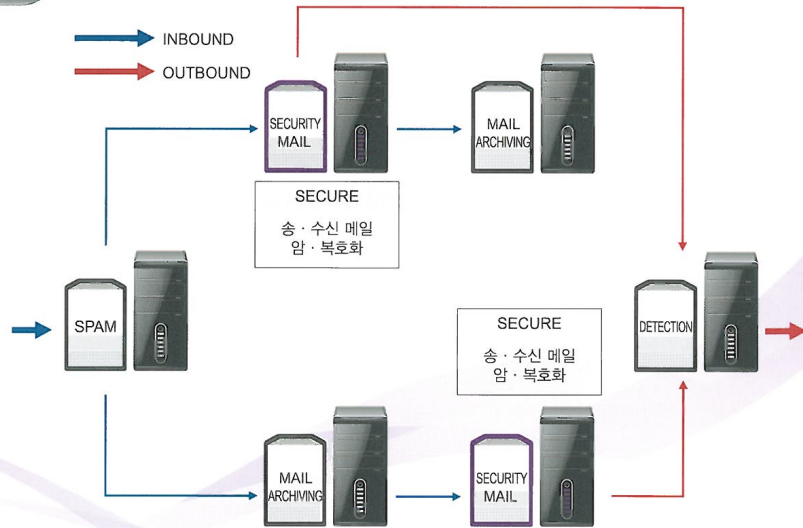 INBOUND
OUTBOUND
SECURITY
MAIL
MAIL
ARCHIVING
SECURE
송 · 수신 메일
암 · 복호화
SPAM
DETECTION
SECURE
송 · 수신 메일
암 · 복호화
MAIL
ARCHIVING
SECURITY
MAIL